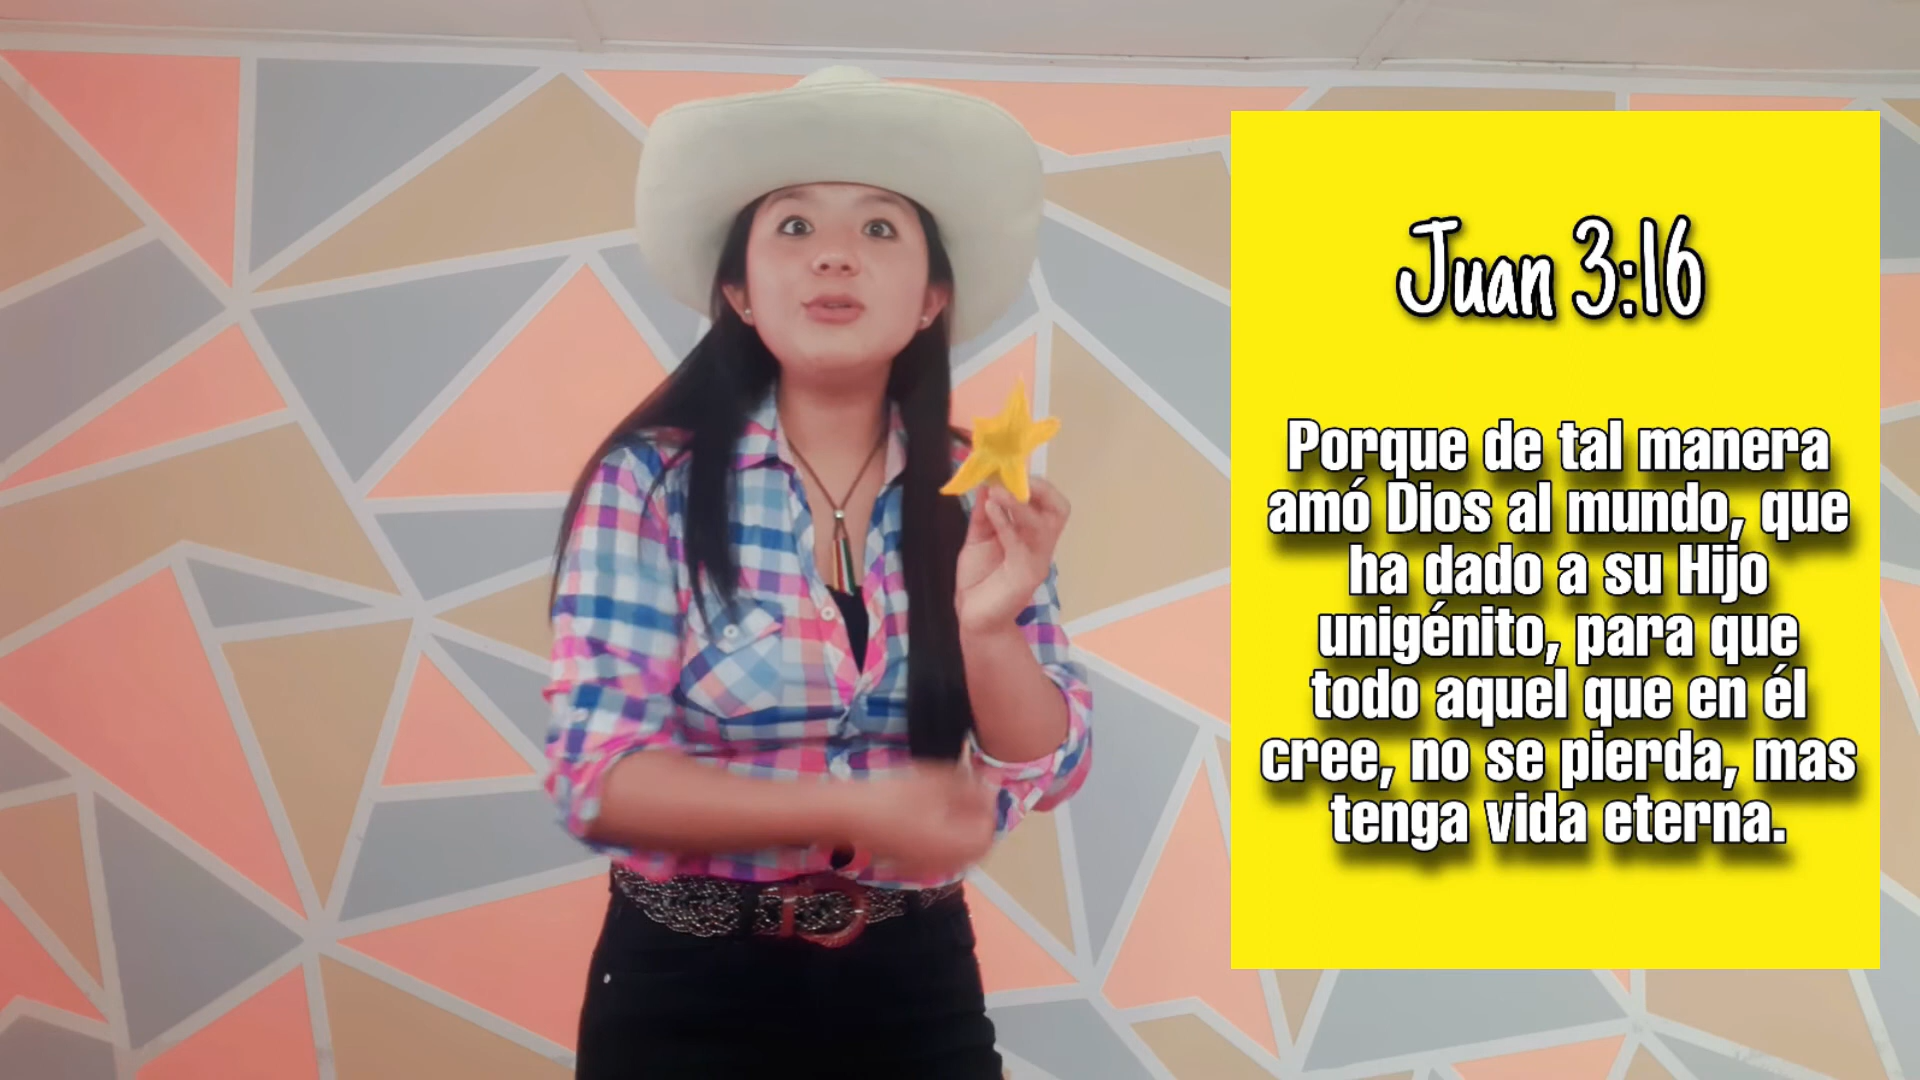 Juan 3:16
Porque de tal manera
amó Dios al mundo, que
ha dado a su Hijo
unigénito, para que
todo aquel que en él
cree, no se pierda, mas
tenga vida eterna.